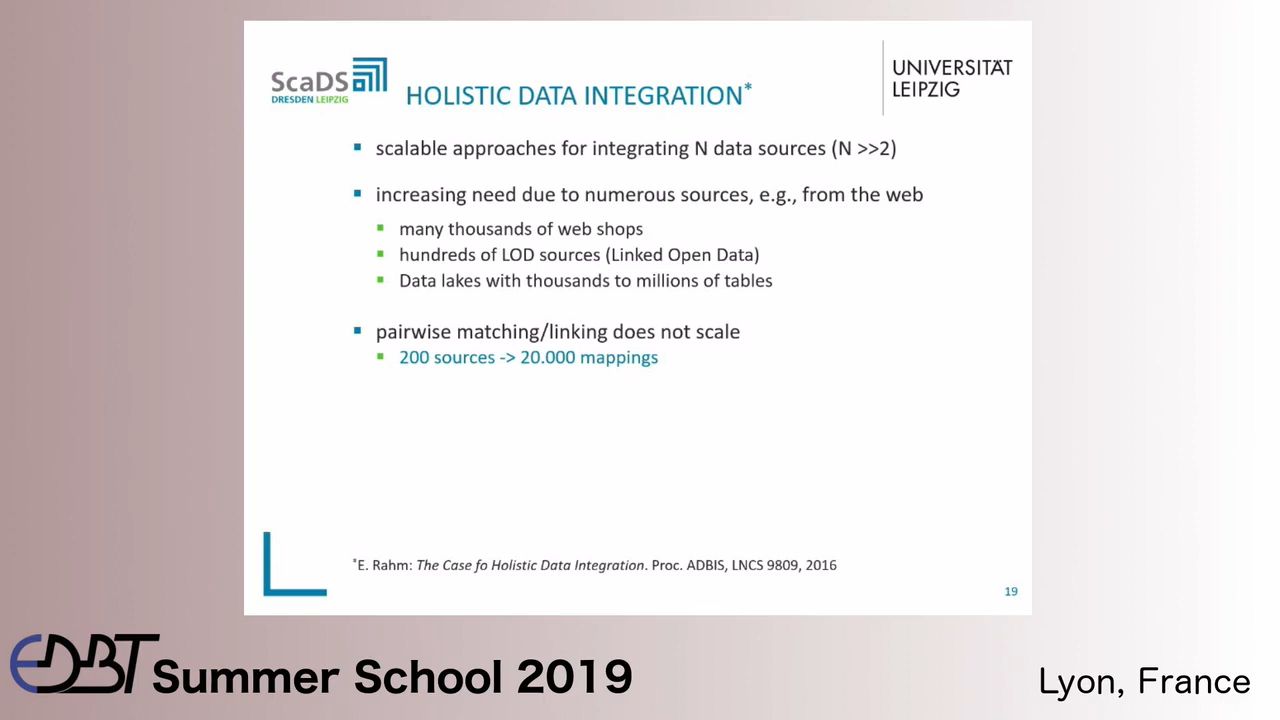 ScaDS
DRESDEN LEIPZIG
HOLISTIC DATA INTEGRATION*
UNIVERSITÄT
LEIPZIG
scalable approaches for integrating N data sources (N >>2)
increasing need due to numerous sources, e.g., from the web
many thousands of web shops
hundreds of LOD sources (Linked Open Data)
Data lakes with thousands to millions of tables
pairwise matching/linking does not scale
200 sources -> 20.000 mappings
*E. Rahm: The Case fo Holistic Data Integration. Proc. ADBIS, LNCS 9809, 2016
19
EDBT Summer School 2019
Lyon, France